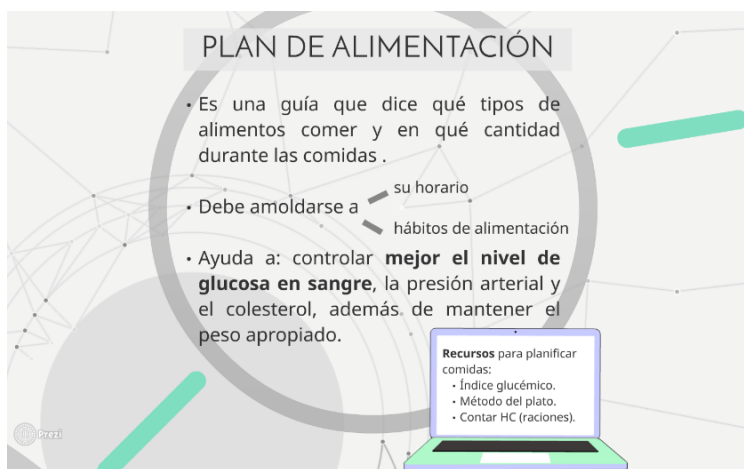 PLAN DE ALIMENTACIÓN
• Es una guía que dice qué tipos de
alimentos comer y en qué cantidad
durante las comidas .
• Debe amoldarse a
su horario
hábitos de alimentación
• Ayuda a: controlar mejor el nivel de
glucosa en sangre, la presión arterial y
el colesterol, además de mantener el
peso apropiado.
Recursos para planificar
comidas:
• Índice glucémico.
• Método del plato.
• Contar HC (raciones).
Prezi